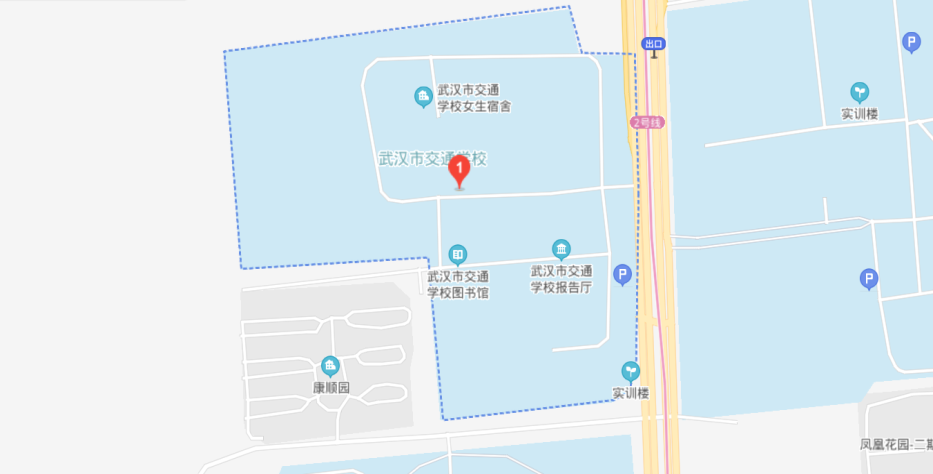 出口
P
武汉市交通
学校女生宿舍
实训楼
2号线
武汉市交通学校
1
武汉市交通
学校图书馆
武汉市交通
学校报告厅
P
P
康顺园
实训楼
凤凰花园-二期